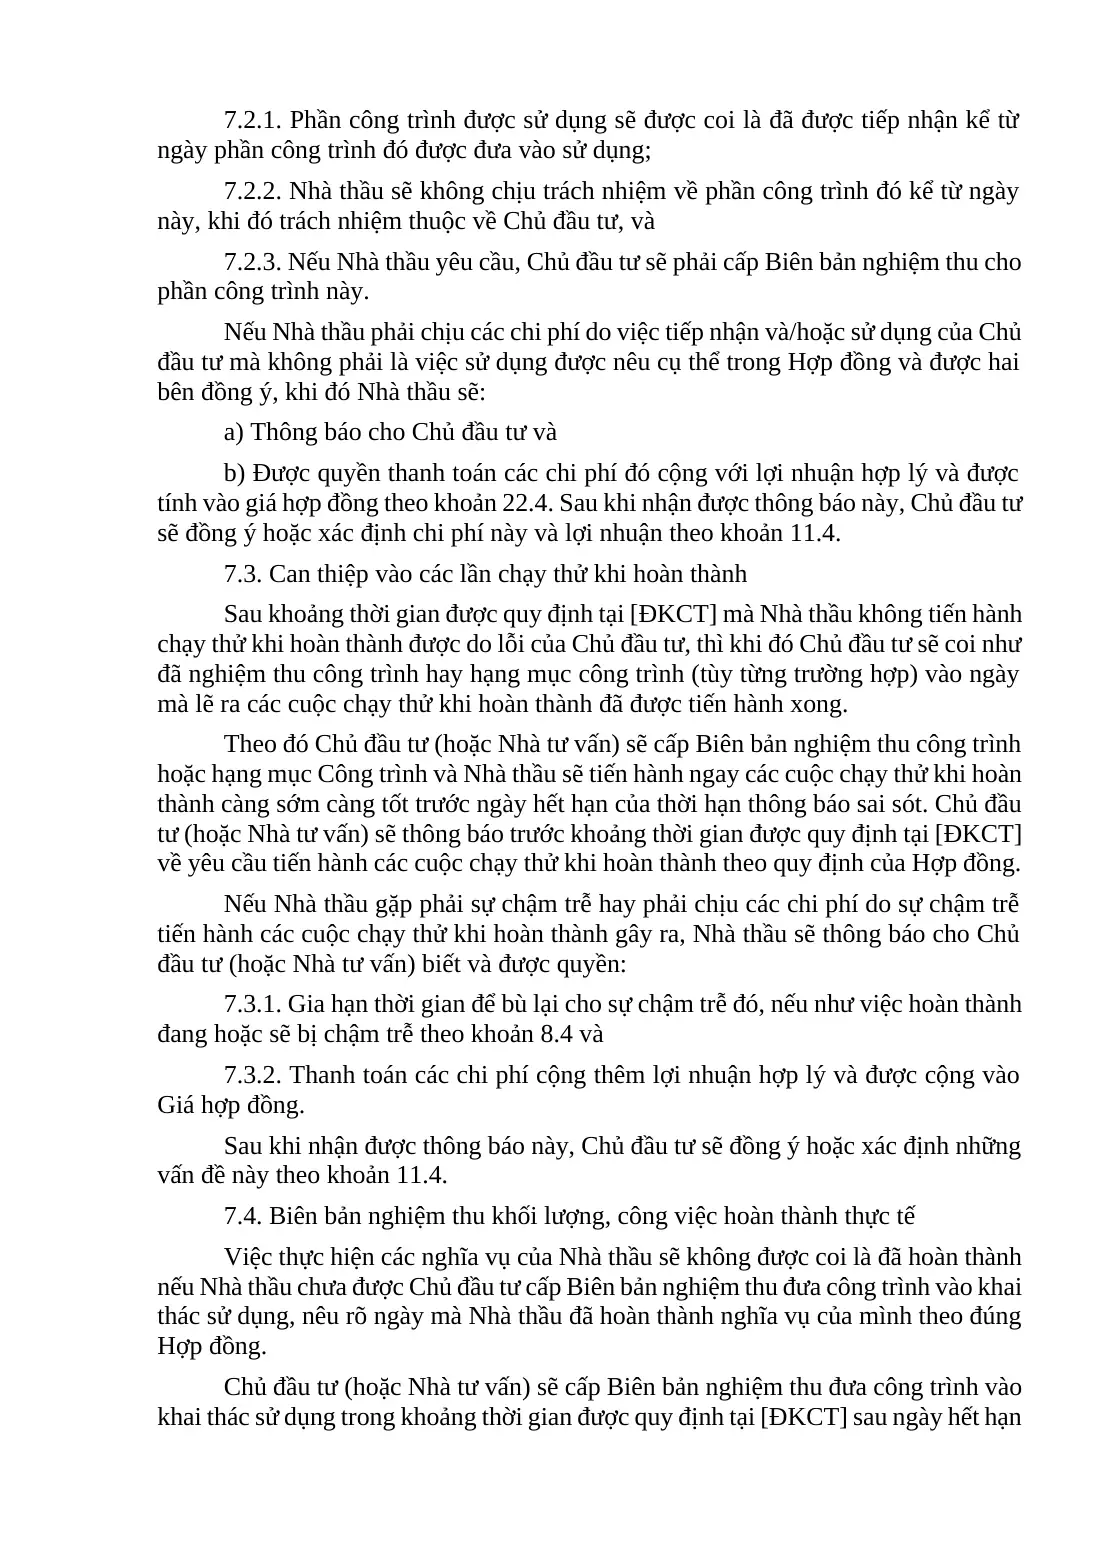 7.2.1. Phần công trình được sử dụng sẽ được coi là đã được tiếp nhận kể từ
ngày phần công trình đó được đưa vào sử dụng;
7.2.2. Nhà thầu sẽ không chịu trách nhiệm về phần công trình đó kể từ ngày
này, khi đó trách nhiệm thuộc về Chủ đầu tư, và
7.2.3. Nếu Nhà thầu yêu cầu, Chủ đầu tư sẽ phải cấp Biên bản nghiệm thu cho
phần công trình này.
Nếu Nhà thầu phải chịu các chi phí do việc tiếp nhận và/hoặc sử dụng của Chủ
đầu tư mà không phải là việc sử dụng được nêu cụ thể trong Hợp đồng và được hai
bên đồng ý, khi đó Nhà thầu sẽ:
a) Thông báo cho Chủ đầu tư và
b) Được quyền thanh toán các chi phí đó cộng với lợi nhuận hợp lý và được
tính vào giá hợp đồng theo khoản 22.4. Sau khi nhận được thông báo này, Chủ đầu tư
sẽ đồng ý hoặc xác định chi phí này và lợi nhuận theo khoản 11.4.
7.3. Can thiệp vào các lần chạy thử khi hoàn thành
Sau khoảng thời gian được quy định tại [ĐKCT] mà Nhà thầu không tiến hành
chạy thử khi hoàn thành được do lỗi của Chủ đầu tư, thì khi đó Chủ đầu tư sẽ coi như
đã nghiệm thu công trình hay hạng mục công trình (tùy từng trường hợp) vào ngày
mà lẽ ra các cuộc chạy thử khi hoàn thành đã được tiến hành xong.
Theo đó Chủ đầu tư (hoặc Nhà tư vấn) sẽ cấp Biên bản nghiệm thu công trình
hoặc hạng mục Công trình và Nhà thầu sẽ tiến hành ngay các cuộc chạy thử khi hoàn
thành càng sớm càng tốt trước ngày hết hạn của thời hạn thông báo sai sót. Chủ đầu
tư (hoặc Nhà tư vấn) sẽ thông báo trước khoảng thời gian được quy định tại [ĐKCT]
về yêu cầu tiến hành các cuộc chạy thử khi hoàn thành theo quy định của Hợp đồng.
Nếu Nhà thầu gặp phải sự chậm trễ hay phải chịu các chi phí do sự chậm trễ
tiến hành các cuộc chạy thử khi hoàn thành gây ra, Nhà thầu sẽ thông báo cho Chủ
đầu tư (hoặc Nhà tư vấn) biết và được quyền:
7.3.1. Gia hạn thời gian để bù lại cho sự chậm trễ đó, nếu như việc hoàn thành
đang hoặc sẽ bị chậm trễ theo khoản 8.4 và
7.3.2. Thanh toán các chi phí cộng thêm lợi nhuận hợp lý và được cộng vào
Giá hợp đồng.
Sau khi nhận được thông báo này, Chủ đầu tư sẽ đồng ý hoặc xác định những
vấn đề này theo khoản 11.4.
7.4. Biên bản nghiệm thu khối lượng, công việc hoàn thành thực tế
Việc thực hiện các nghĩa vụ của Nhà thầu sẽ không được coi là đã hoàn thành
nếu Nhà thầu chưa được Chủ đầu tư cấp Biên bản nghiệm thu đưa công trình vào khai
thác sử dụng, nêu rõ ngày mà Nhà thầu đã hoàn thành nghĩa vụ của mình theo đúng
Hợp đồng.
Chủ đầu tư (hoặc Nhà tư vấn) sẽ cấp Biên bản nghiệm thu đưa công trình vào
khai thác sử dụng trong khoảng thời gian được quy định tại [ĐKCT] sau ngày hết hạn